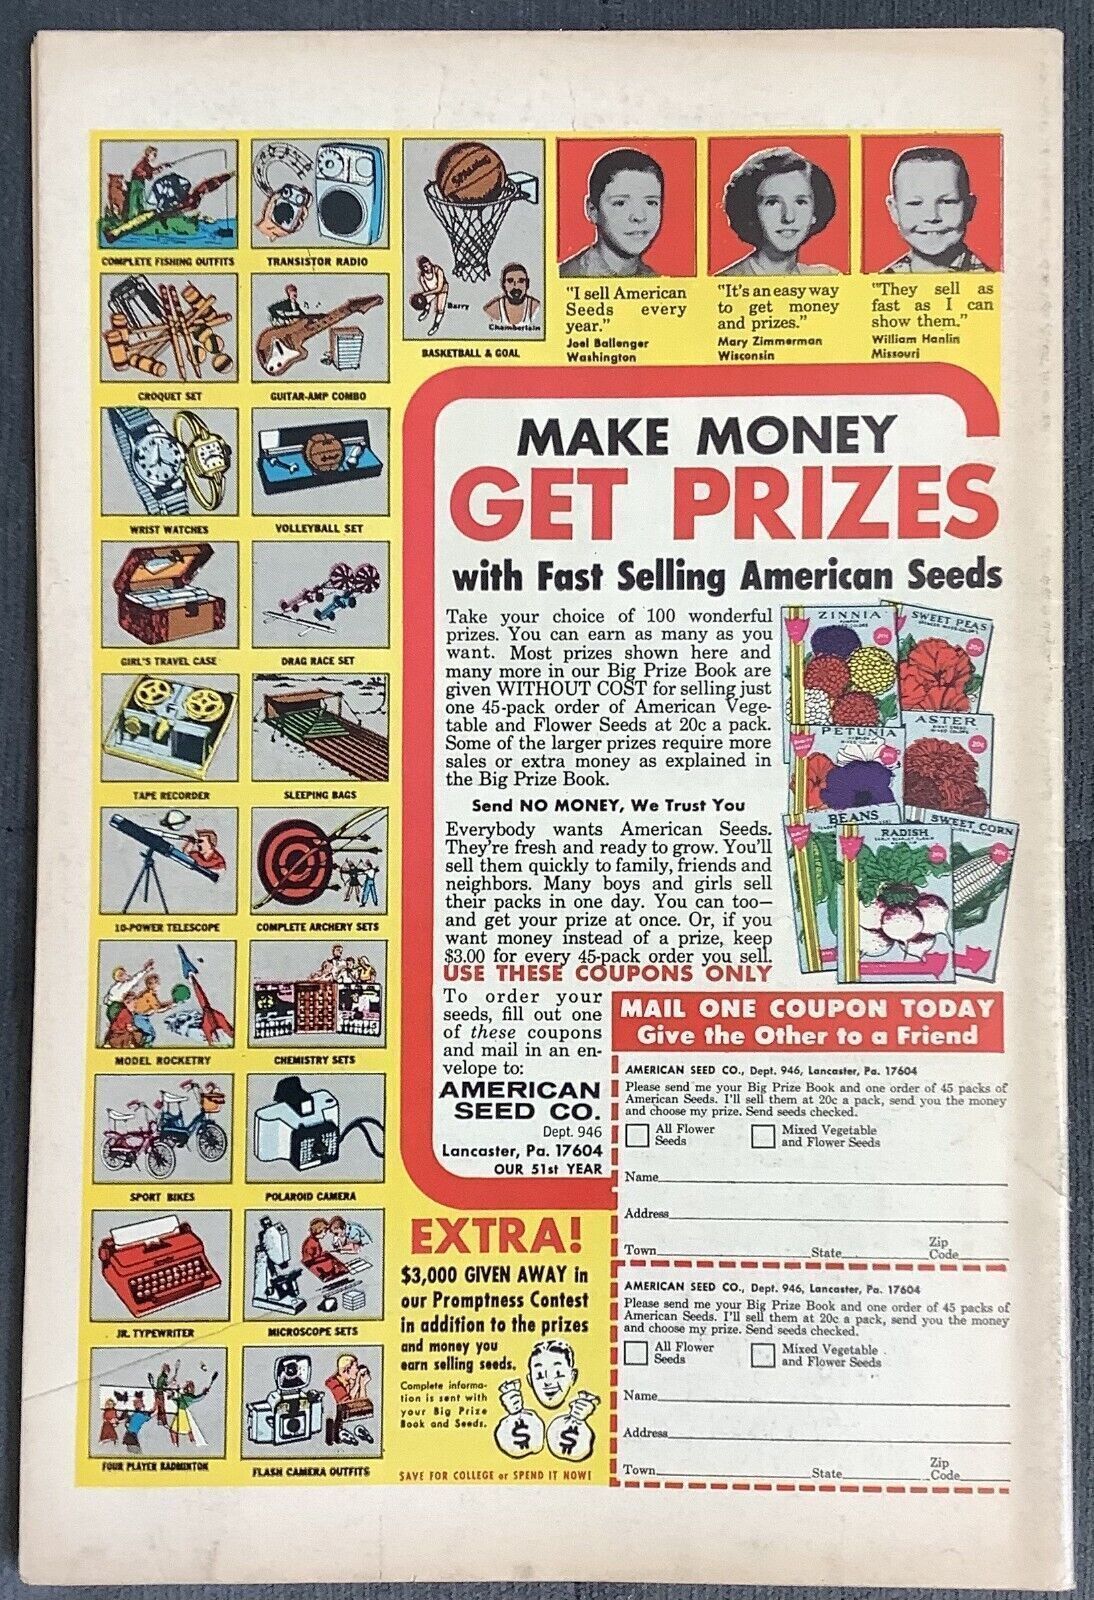 COMPLETE FISHING OUTFITS
TRANSISTOR RADIO
SPALDING
Barry
Chamberlain
BASKETBALL & GOAL
CROQUET SET
GUITAR-AMP COMBO
WRIST WATCHES
VOLLEYBALL SET
GIRL'S TRAVEL CASE
DRAG RACE SET
TAPE RECORDER
SLEEPING BAGS
10-POWER TELESCOPE
COMPLETE ARCHERY SETS
MODEL ROCKETRY
CHEMISTRY SETS
SPORT BIKES
POLAROID CAMERA
JR. TYPEWRITER
MICROSCOPE SETS
FOUR PLAYER BADMINTON
FLASH CAMERA OUTFITS
"I sell American
Seeds every
year."
Joel Ballenger
Washington
"It's an easy way
to get money
and prizes."
Mary Zimmerman
Wisconsin
"They sell as
fast as I can
show them."
William Hanlin
Missouri
MAKE MONEY
GET PRIZES
with Fast Selling American Seeds
Take your choice of 100 wonderful
prizes. You can earn as many as you
want. Most prizes shown here and
many more in our Big Prize Book are
given WITHOUT COST for selling just
one 45-pack order of American Vege-
table and Flower Seeds at 20c a pack.
Some of the larger prizes require more
sales or extra money as explained in
the Big Prize Book.
Send NO MONEY, We Trust You
Everybody wants American Seeds.
They're fresh and ready to grow. You'll
sell them quickly to family, friends and
neighbors. Many boys and girls sell
their packs in one day. You can too—
and get your prize at once. Or, if you
want money instead of a prize, keep
$3.00 for every 45-pack order you sell.
USE THESE COUPONS ONLY
To order your
seeds, fill out one
of these coupons
and mail in an en-
velope to:
AMERICAN
SEED CO.
Dept. 946
Lancaster, Pa. 17604
OUR 51st YEAR
ZINNIA
20c
SWEET PEAS
20c
PETUNIA
ASTER
20c
BEANS
RADISH
20c
SWEET CORN
20c
MAIL ONE COUPON TODAY
Give the Other to a Friend
AMERICAN SEED CO., Dept. 946, Lancaster, Pa. 17604
Please send me your Big Prize Book and one order of 45 packs of
American Seeds. I'll sell them at 20c a pack, send you the money
and choose my prize. Send seeds checked.
All Flower
Seeds
Mixed Vegetable
and Flower Seeds
Name
Address
Town State Zip Code
AMERICAN SEED CO., Dept. 946, Lancaster, Pa. 17604
Please send me your Big Prize Book and one order of 45 packs of
American Seeds. I'll sell them at 20c a pack, send you the money
and choose my prize. Send seeds checked.
All Flower
Seeds
Mixed Vegetable
and Flower Seeds
Name
Address
Town State Zip Code
EXTRA!
$3,000 GIVEN AWAY in
our Promptness Contest
in addition to the prizes
and money you
earn selling seeds.
Complete informa-
tion is sent with
your Big Prize
Book and Seeds.
$ $
SAVE FOR COLLEGE or SPEND IT NOW!